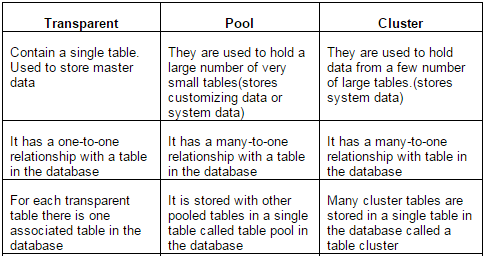 Transparent
Pool
Cluster
Contain a single table.
Used to store master
data
They are used to hold a
large number of very
small tables(stores
customizing data or
system data)
They are used to hold
data from a few number
of large tables.(stores
system data)
It has a one-to-one
relationship with a table
in the database
It has a many-to-one
relationship with a table
in the database
It has a many-to-one
relationship with table in
the database
For each transparent
table there is one
associated table in the
database
It is stored with other
pooled tables in a single
table called table pool in
the database
Many cluster tables are
stored in a single table in
the database called a
table cluster